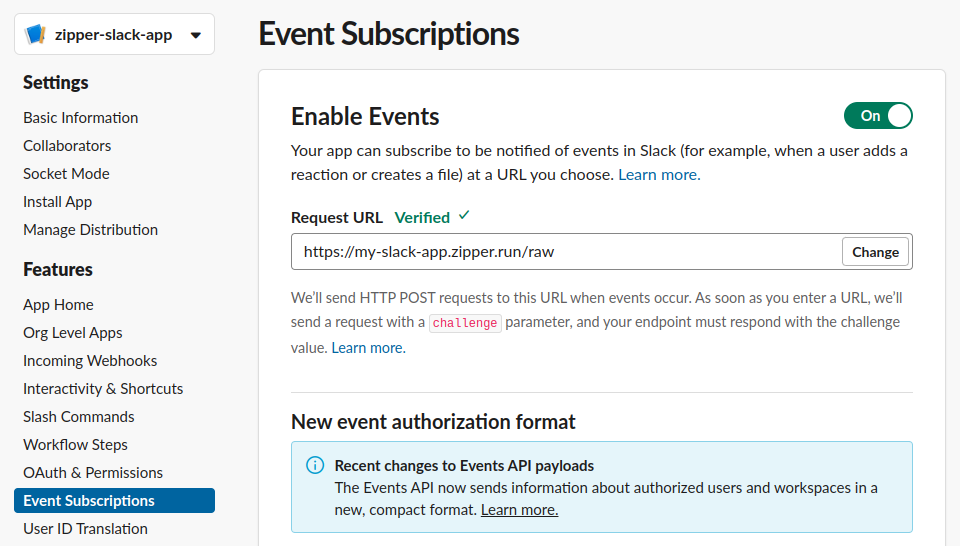 zipper-slack-app
Settings
Basic Information
Collaborators
Socket Mode
Install App
Manage Distribution
Features
App Home
Org Level Apps
Incoming Webhooks
Interactivity & Shortcuts
Slash Commands
Workflow Steps
OAuth & Permissions
Event Subscriptions
User ID Translation
Event Subscriptions
Enable Events
On
Your app can subscribe to be notified of events in Slack (for example, when a user adds a
reaction or creates a file) at a URL you choose. Learn more.
Request URL Verified
https://my-slack-app.zipper.run/raw
Change
We’ll send HTTP POST requests to this URL when events occur. As soon as you enter a URL, we’ll
send a request with a challenge parameter, and your endpoint must respond with the challenge
value. Learn more.
New event authorization format
Recent changes to Events API payloads
The Events API now sends information about authorized users and workspaces in a
new, compact format. Learn more.